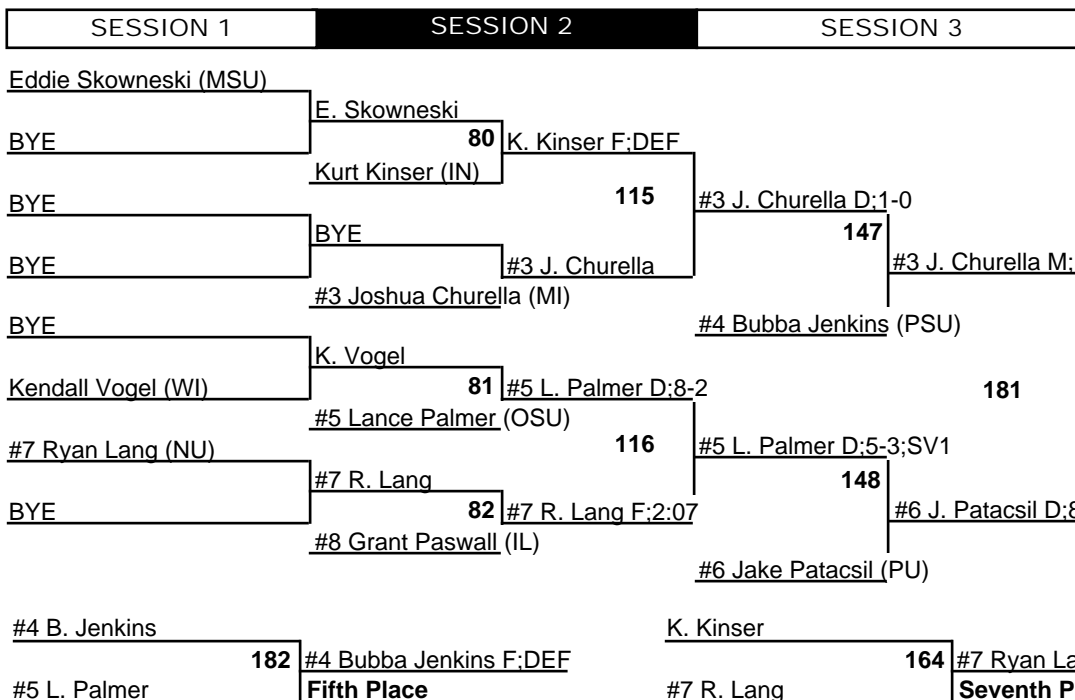 SESSION 1 SESSION 2 SESSION 3
Eddie Skowneski (MSU)
E. Skowneski
BYE 80 K. Kinser F;DEF
Kurt Kinser (IN)
115
BYE #3 J. Churella D;1-0
BYE 147
BYE #3 J. Churella #3 J. Churella M;
#3 Joshua Churella (MI)
BYE #4 Bubba Jenkins (PSU)
K. Vogel
Kendall Vogel (WI) 81 #5 L. Palmer D;8-2 181
#5 Lance Palmer (OSU)
#7 Ryan Lang (NU) 116 #5 L. Palmer D;5-3;SV1
#7 R. Lang 148
BYE 82 #7 R. Lang F;2:07 #6 J. Patacsil D;8
#8 Grant Paswall (IL)
#6 Jake Patacsil (PU)
#4 B. Jenkins K. Kinser
182 #4 Bubba Jenkins F;DEF 164 #7 Ryan La
#5 L. Palmer Fifth Place #7 R. Lang Seventh P